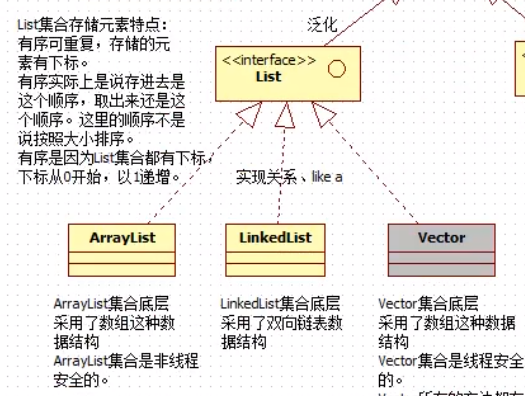 List集合存储元素特点：
有序可重复，存储的元
素有下标。
有序实际上是说存进去是
这个顺序，取出来还是这
个顺序。这里的顺序不是
说按照大小排序。
有序是因为List集合都有下标，
下标从0开始，以1递增。
泛化
<<interface>>
List
实现关系、like a
ArrayList
LinkedList
Vector
ArrayList集合底层
采用了数组这种数
据结构
ArrayList集合是非线程
安全的。
LinkedList集合底层
采用了双向链表数
据结构
Vector集合底层
采用了数组这种数据
结构
Vector集合是线程安全
的。